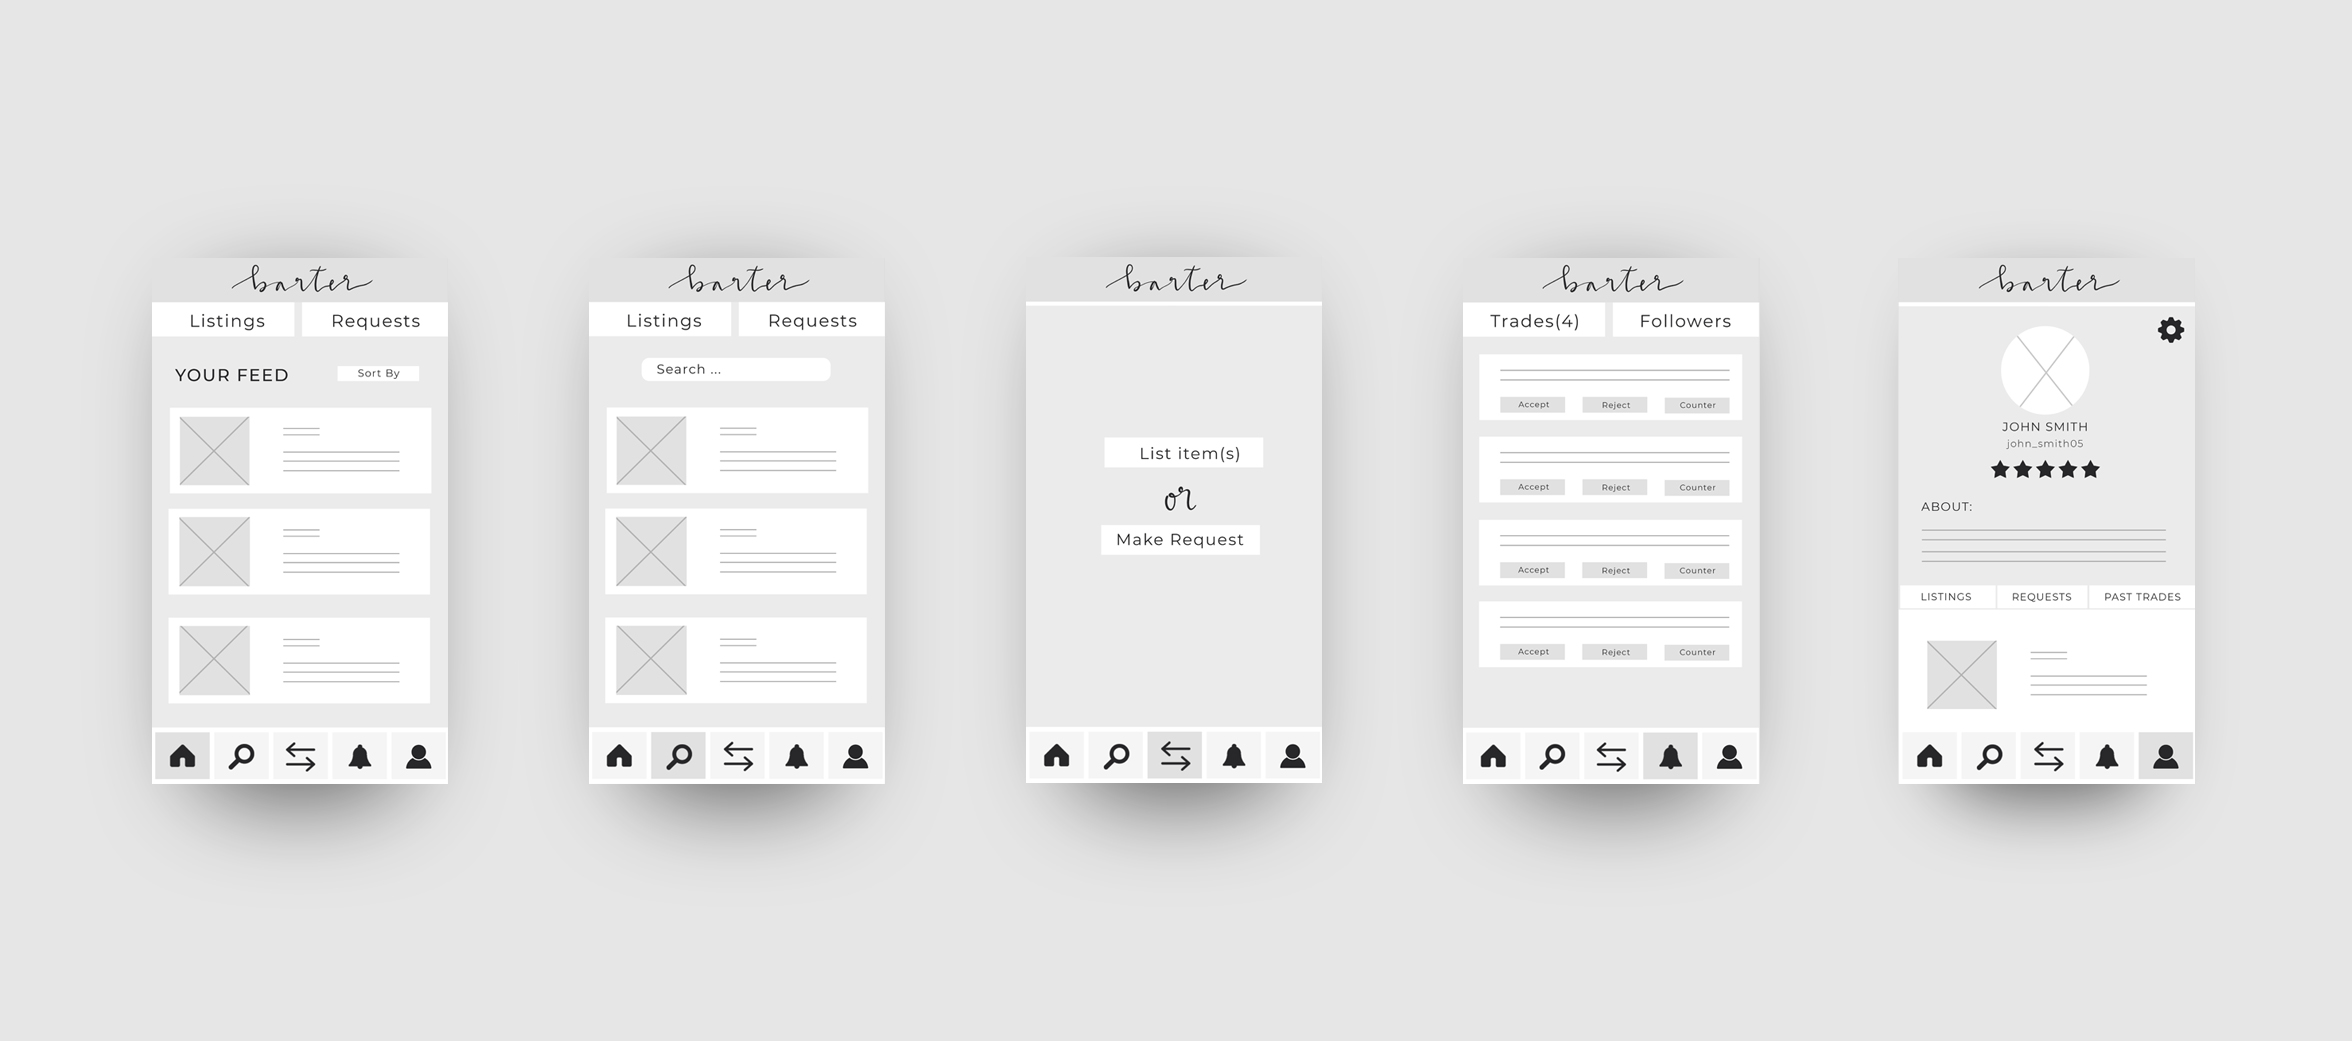 barter
Listings Requests
YOUR FEED Sort By
barter
Listings Requests
Search ...
barter
List item(s)
or
Make Request
barter
Trades(4) Followers
Accept Reject Counter
Accept Reject Counter
Accept Reject Counter
Accept Reject Counter
barter
JOHN SMITH
john_smith05
ABOUT:
LISTINGS REQUESTS PAST TRADES